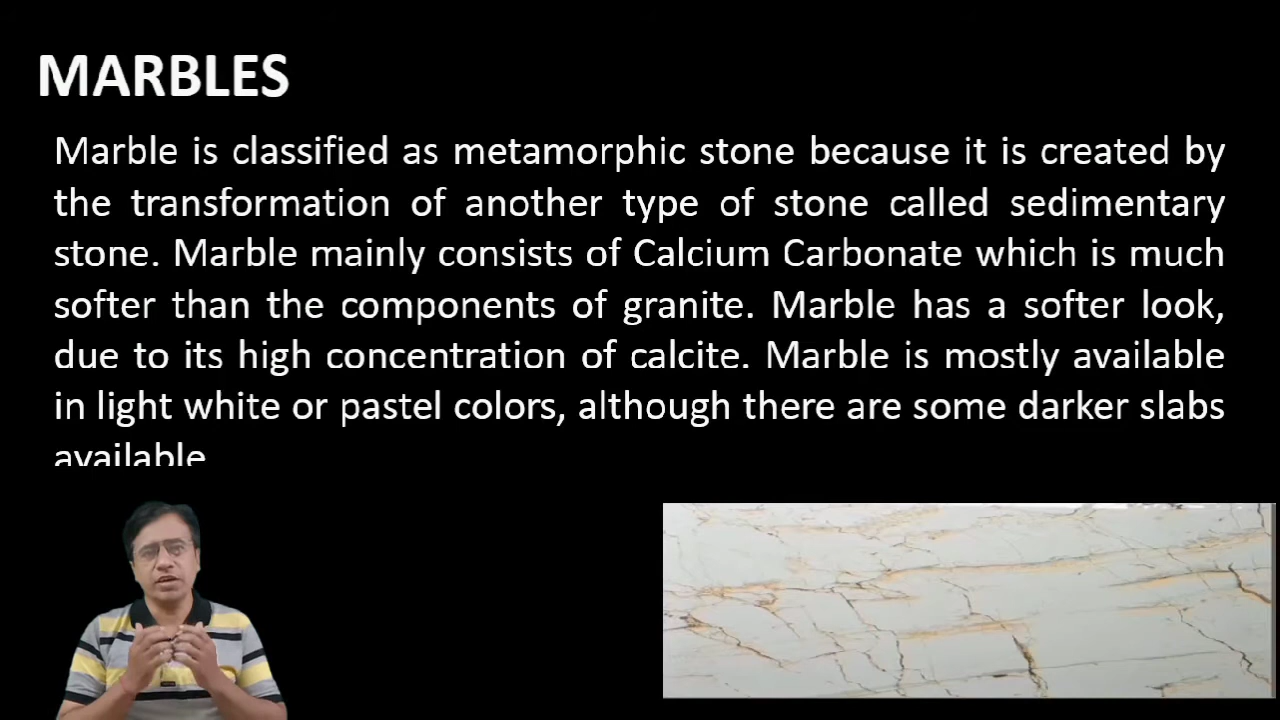 MARBLES
Marble is classified as metamorphic stone because it is created by
the transformation of another type of stone called sedimentary
stone. Marble mainly consists of Calcium Carbonate which is much
softer than the components of granite. Marble has a softer look,
due to its high concentration of calcite. Marble is mostly available
in light white or pastel colors, although there are some darker slabs
available